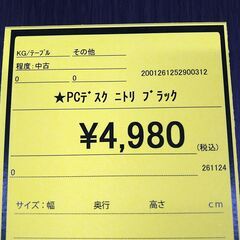 KG/テーブル その他
程度:中古
0 0 2001261252900312
★PCデスク ニトリ ブラック
¥4,980(税込)
0 261124
サイズ:幅 奥行 高さ cm